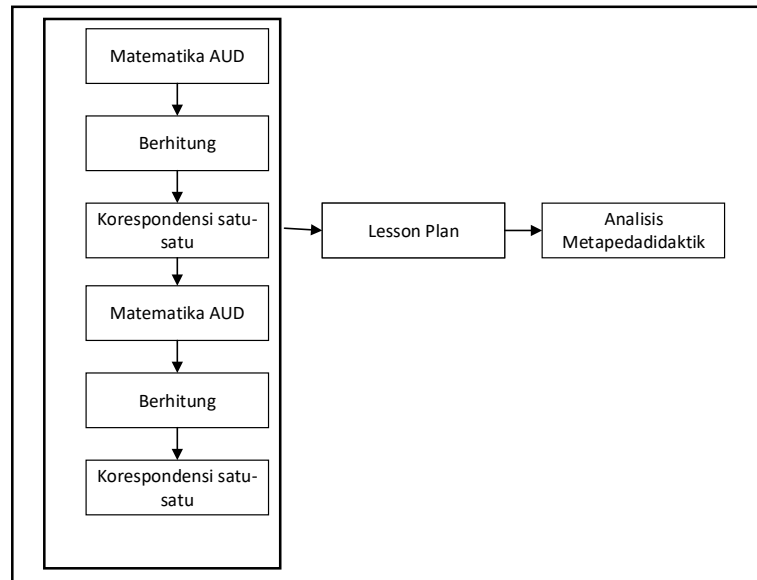 Matematika AUD
Berhitung
Korespondensi satu-
satu
Matematika AUD
Berhitung
Korespondensi satu-
satu
Lesson Plan
Analisis
Metapedadidaktik